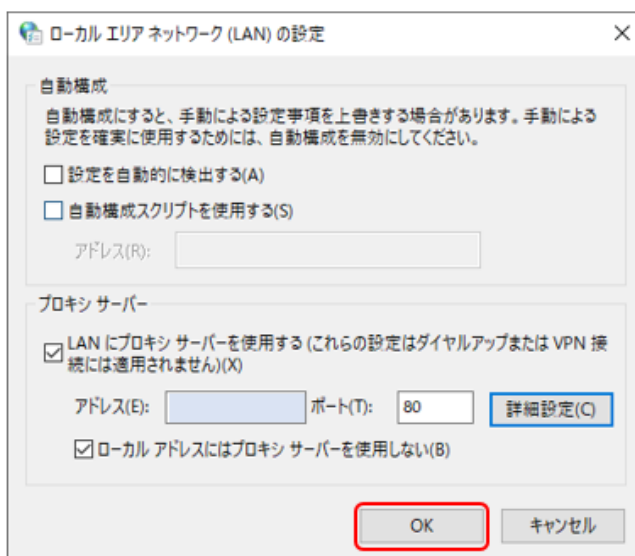 ローカル エリア ネットワーク (LAN) の設定
自動構成
自動構成にすると、手動による設定事項を上書きする場合があります。手動による
設定を確実に使用するためには、自動構成を無効にしてください。
設定を自動的に検出する(A)
自動構成スクリプトを使用する(S)
アドレス(R):
プロキシ サーバー
LAN にプロキシ サーバーを使用する (これらの設定はダイヤルアップまたは VPN 接
続には適用されません)(X)
アドレス(E): ポート(T): 80 詳細設定(C)
ローカル アドレスにはプロキシ サーバーを使用しない(B)
OK キャンセル